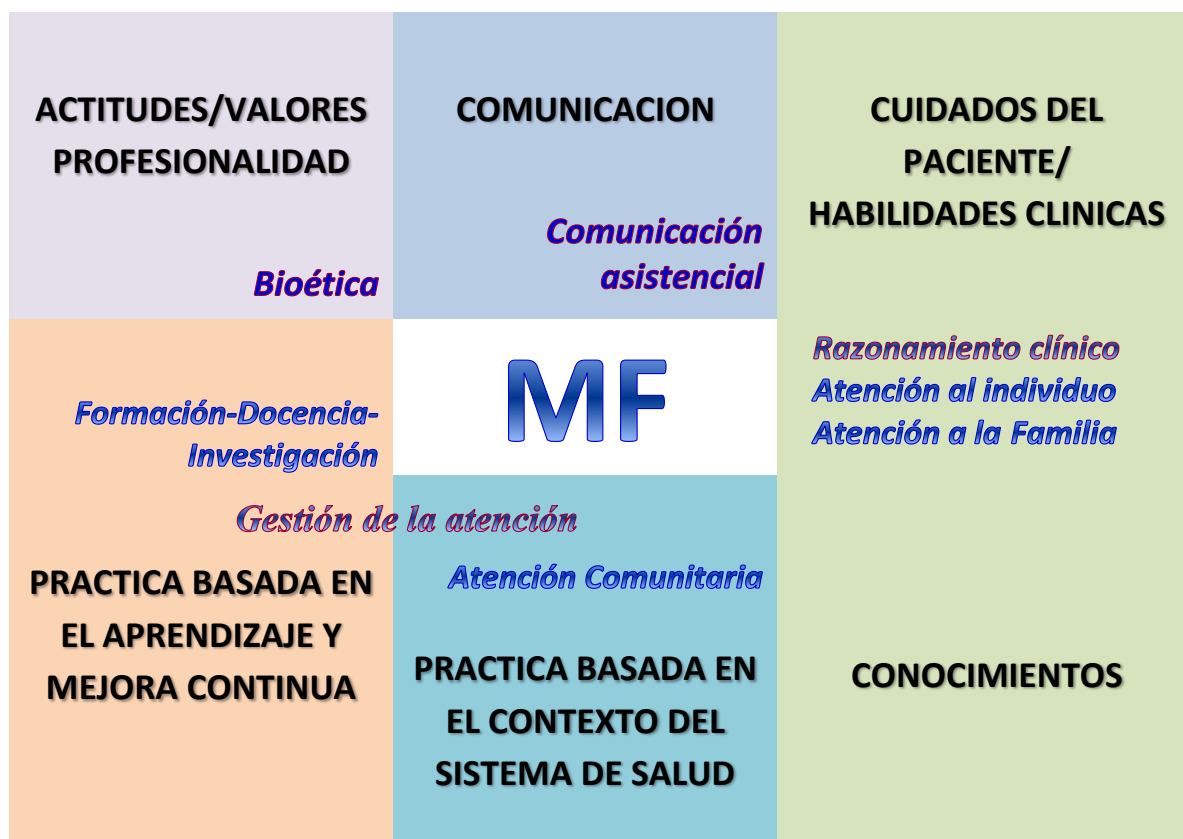 ACTITUDES/VALORES
PROFESIONALIDAD
Bioética
COMUNICACION
Comunicación
asistencial
CUIDADOS DEL
PACIENTE/
HABILIDADES CLINICAS
Razonamiento clínico
Atención al individuo
Atención a la Familia
CONOCIMIENTOS
MF
Formación-Docencia-
Investigación
Gestión de la atención
PRACTICA BASADA EN
EL APRENDIZAJE Y
MEJORA CONTINUA
Atención Comunitaria
PRACTICA BASADA EN
EL CONTEXTO DEL
SISTEMA DE SALUD